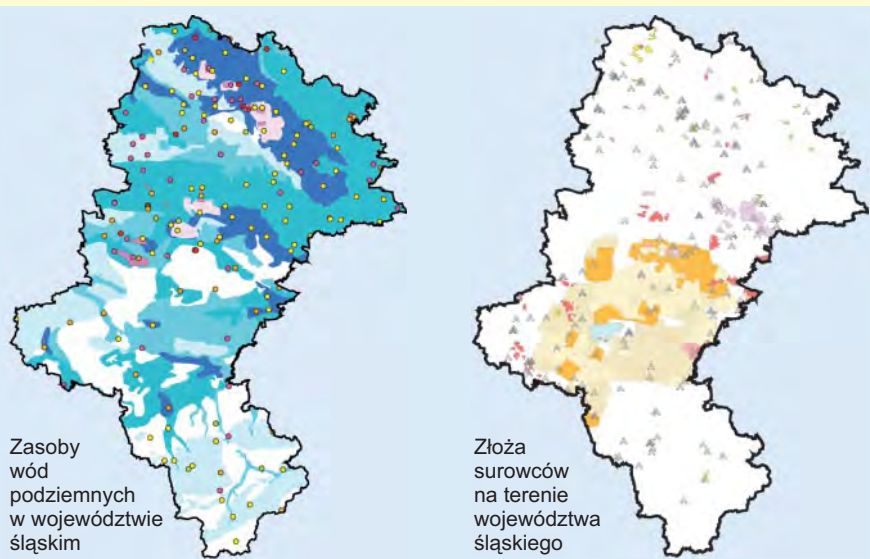 Zasoby
wód
podziemnych
w województwie
śląskim
Złoża
surowców
na terenie
województwa
śląskiego